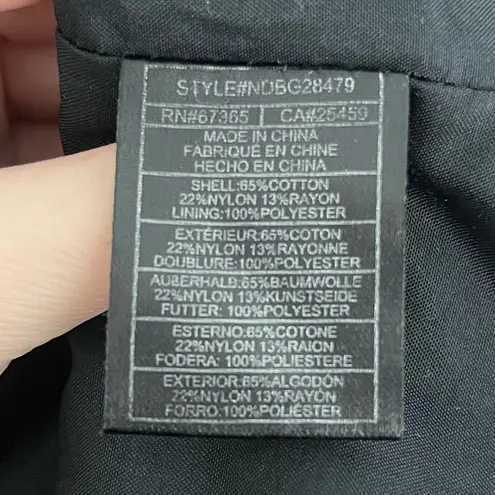 STYLE#NDBG28479
RN#67365 CA#25459
MADE IN CHINA
FABRIQUÉ EN CHINE
HECHO EN CHINA
SHELL:65%COTTON
22%NYLON 13%RAYON
LINING:100%POLYESTER
EXTÉRIEUR:65%COTON
22%NYLON 13%RAYONNE
DOUBLURE:100%POLYESTER
AUßERHALB:65%BAUMWOLLE
22%NYLON 13%KUNSTSEIDE
FUTTER: 100%POLYESTER
ESTERNO:65%COTONE
22%NYLON 13%RAION
FODERA: 100%POLIESTERE
EXTERIOR:65%ALGODÓN
22%NYLON 13%RAYÓN
FORRO:100%POLIÉSTER